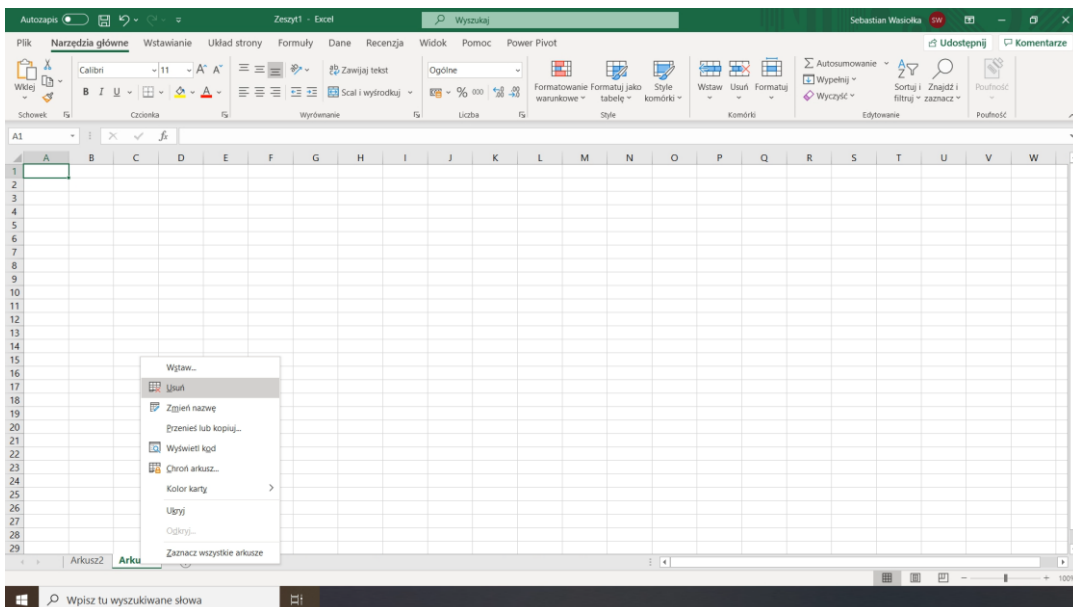 Autozapis
Zeszyt1 - Excel
Wyszukaj
Sebastian Wasiołka SW
Plik Narzędzia główne Wstawianie Układ strony Formuły Dane Recenzja Widok Pomoc Power Pivot
Udostępnij Komentarze
Wklej
Schowek
Calibri 11 A^ A˅
B I U A
Czcionka
Zawijaj tekst
Scal i wyśrodkuj
Wyrównanie
Ogólne
% 000
Liczba
Formatowanie warunkowe
Formatuj jako tabelę
Style komórki
Style
Wstaw Usuń Formatuj
Komórki
Autosumowanie
Wypełnij
Wyczyść
Sortuj i filtruj
Znajdź i zaznacz
Edytowanie
Poufność
Poufność
A1 fx
A B C D E F G H I J K L M N O P Q R S T U V W
1
2
3
4
5
6
7
8
9
10
11
12
13
14
15
16
17
18
19
20
21
22
23
24
25
26
27
28
29
Wstaw...
Usuń
Zmień nazwę
Przenieś lub kopiuj...
Wyświetl kod
Chroń arkusz...
Kolor karty
Ukryj
Odkryj...
Zaznacz wszystkie arkusze
Arkusz2 Arku
100%
Wpisz tu wyszukiwane słowa